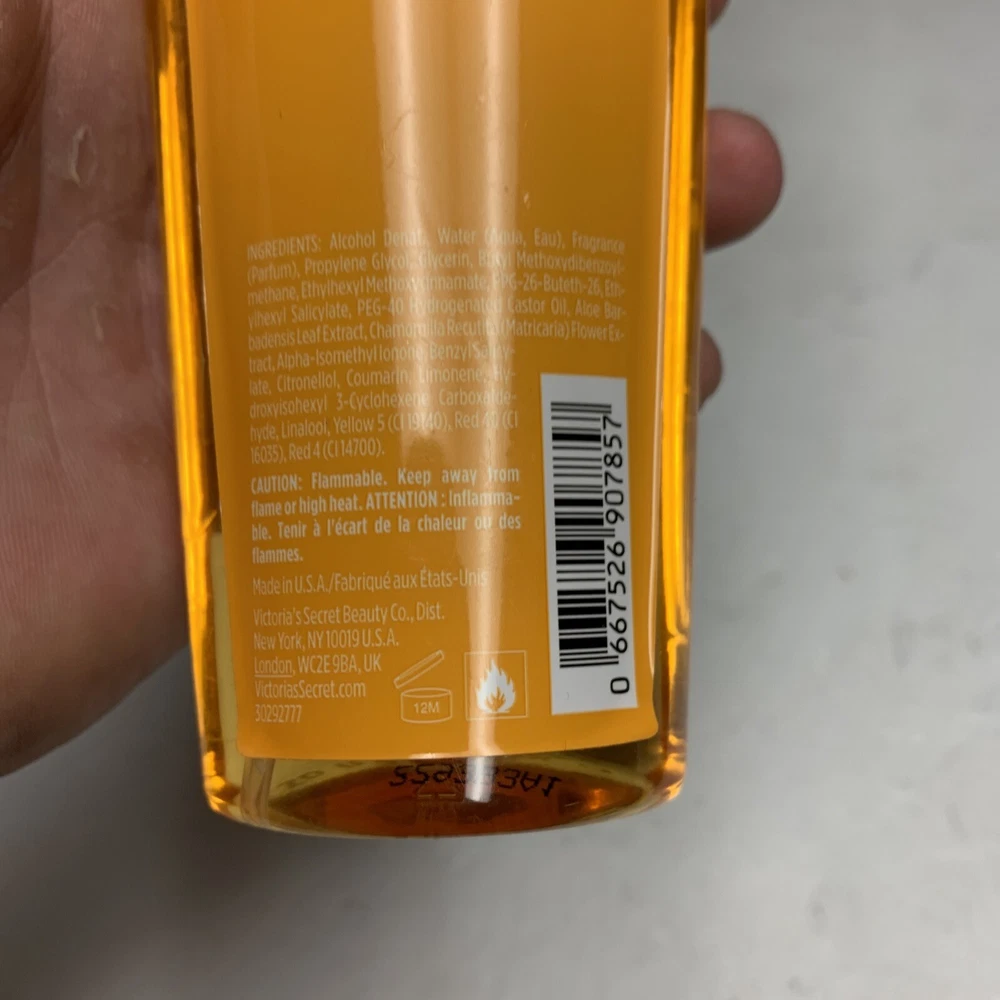 INGREDIENTS: Alcohol Denat., Water (Aqua, Eau), Fragrance
(Parfum), Propylene Glycol, Glycerin, Butyl Methoxydibenzoyl-
methane, Ethylhexyl Methoxycinnamate, PPG-26-Buteth-26, Eth-
ylhexyl Salicylate, PEG-40 Hydrogenated Castor Oil, Aloe Bar-
badensis Leaf Extract, Chamomilla Recutita (Matricaria) Flower Ex-
tract, Alpha-Isomethyl Ionone, Benzyl Salicy-
late, Citronellol, Coumarin, Limonene, Hy-
droxyisohexyl 3-Cyclohexene Carboxalde-
hyde, Linalool, Yellow 5 (CI 19140), Red 40 (CI
16035), Red 4 (CI 14700).
CAUTION: Flammable. Keep away from
flame or high heat. ATTENTION : Inflamma-
ble. Tenir à l'écart de la chaleur ou des
flammes.
Made in U.S.A./Fabriqué aux États-Unis
Victoria's Secret Beauty Co., Dist.
New York, NY 10019 U.S.A.
London, WC2E 9BA, UK
VictoriasSecret.com
30292777
12M
0 667526 907857